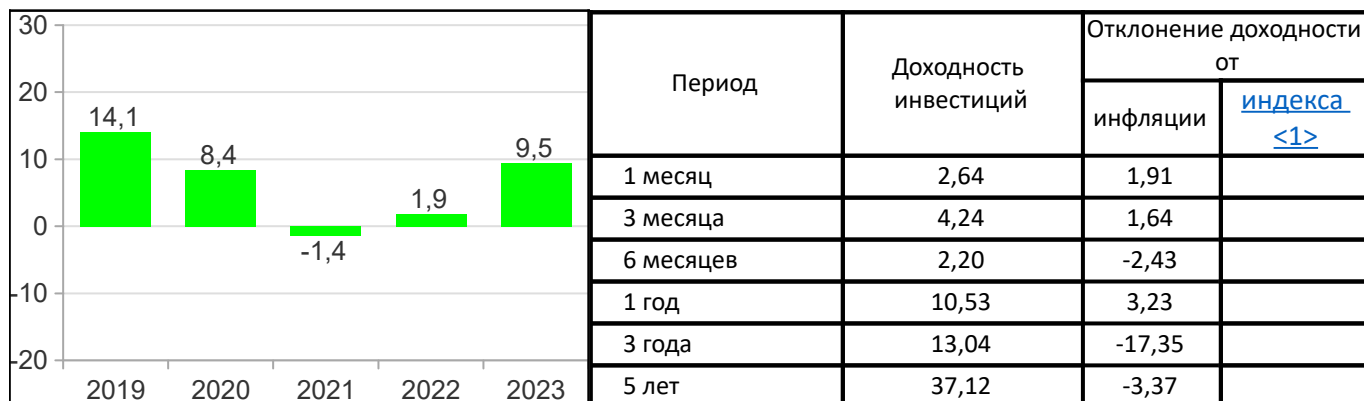 30
20
10
0
-10
-20
14,1
8,4
-1,4
1,9
9,5
2019 2020 2021 2022 2023
Период
Доходность
инвестиций
Отклонение доходности
от
инфляции
индекса
<1>
1 месяц 2,64 1,91
3 месяца 4,24 1,64
6 месяцев 2,20 -2,43
1 год 10,53 3,23
3 года 13,04 -17,35
5 лет 37,12 -3,37